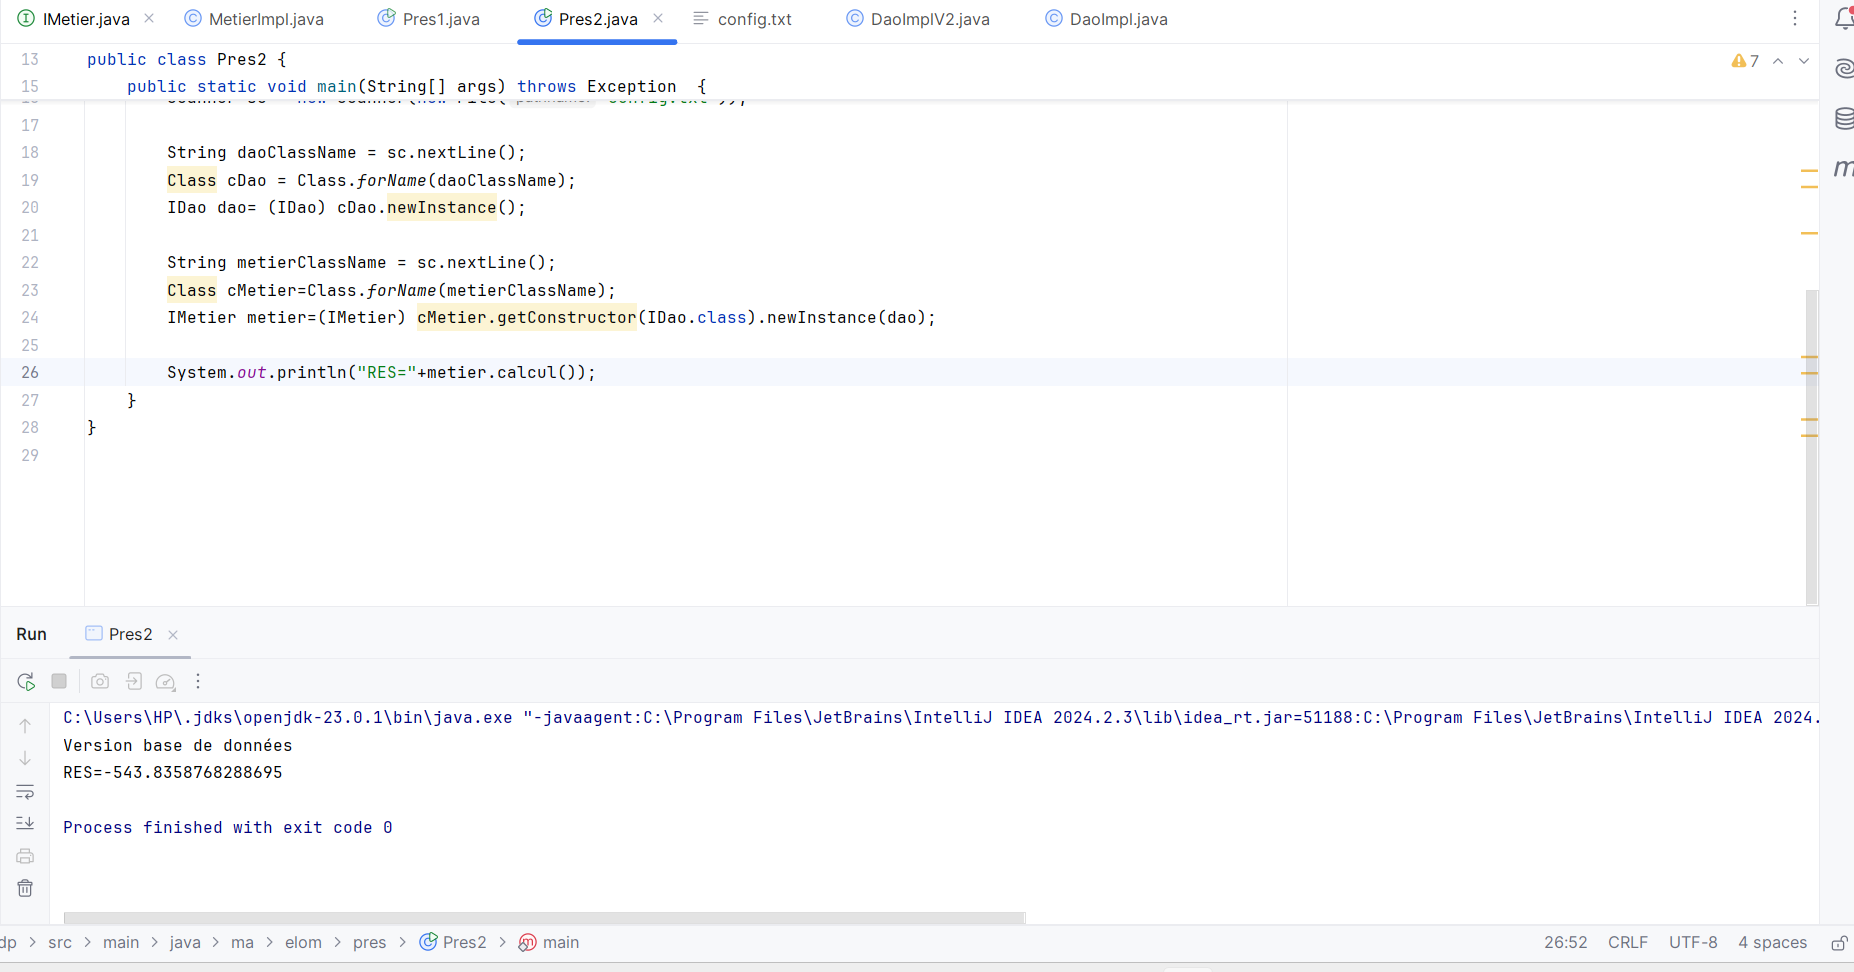 IMetier.java MetierImpl.java Pres1.java Pres2.java config.txt DaoImplV2.java DaoImpl.java
13 public class Pres2 {
7
15 public static void main(String[] args) throws Exception {
17
18 String daoClassName = sc.nextLine();
19 Class cDao = Class.forName(daoClassName);
20 IDao dao= (IDao) cDao.newInstance();
21
22 String metierClassName = sc.nextLine();
23 Class cMetier=Class.forName(metierClassName);
24 IMetier metier=(IMetier) cMetier.getConstructor(IDao.class).newInstance(dao);
25
26 System.out.println("RES="+metier.calcul());
27 }
28 }
29
Run Pres2
C:\Users\HP\.jdks\openjdk-23.0.1\bin\java.exe "-javaagent:C:\Program Files\JetBrains\IntelliJ IDEA 2024.2.3\lib\idea_rt.jar=51188:C:\Program Files\JetBrains\IntelliJ IDEA 2024.
Version base de données
RES=-543.8358768288695
Process finished with exit code 0
dp > src > main > java > ma > elom > pres > Pres2 > main 26:52 CRLF UTF-8 4 spaces